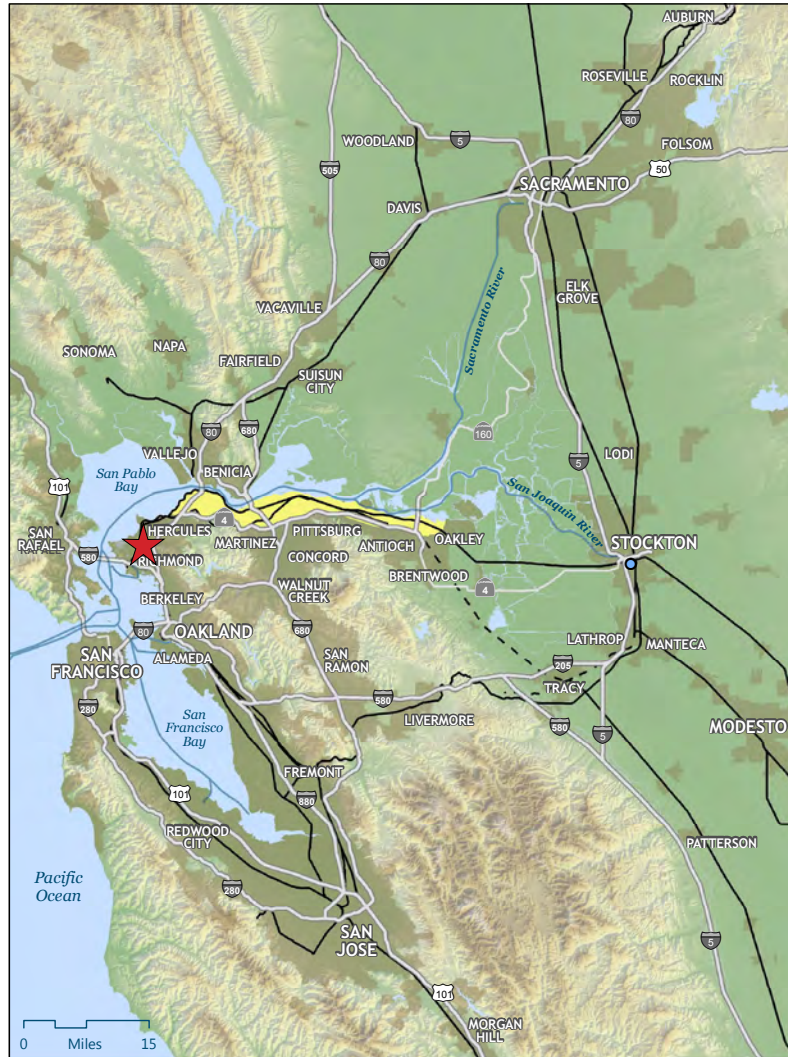 AUBURN
ROSEVILLE
ROCKLIN
80
WOODLAND
5
FOLSOM
505
50
SACRAMENTO
DAVIS
80
Sacramento River
ELK
GROVE
VACAVILLE
NAPA
SONOMA
FAIRFIELD
SUISUN
CITY
80
680
160
VALLEJO
LODI
BENICIA
5
San Pablo
Bay
101
San Joaquin River
HERCULES
4
PITTSBURG
SAN
RAFAEL
MARTINEZ
ANTIOCH
OAKLEY
STOCKTON
580
RICHMOND
CONCORD
BRENTWOOD
4
BERKELEY
WALNUT
CREEK
80
OAKLAND
680
LATHROP
MANTECA
SAN
FRANCISCO
ALAMEDA
SAN
RAMON
205
TRACY
280
580
LIVERMORE
580
5
MODESTO
San
Francisco
Bay
FREMONT
101
880
REDWOOD
CITY
PATTERSON
Pacific
Ocean
280
SAN
JOSE
5
101
MORGAN
HILL
0 Miles 15